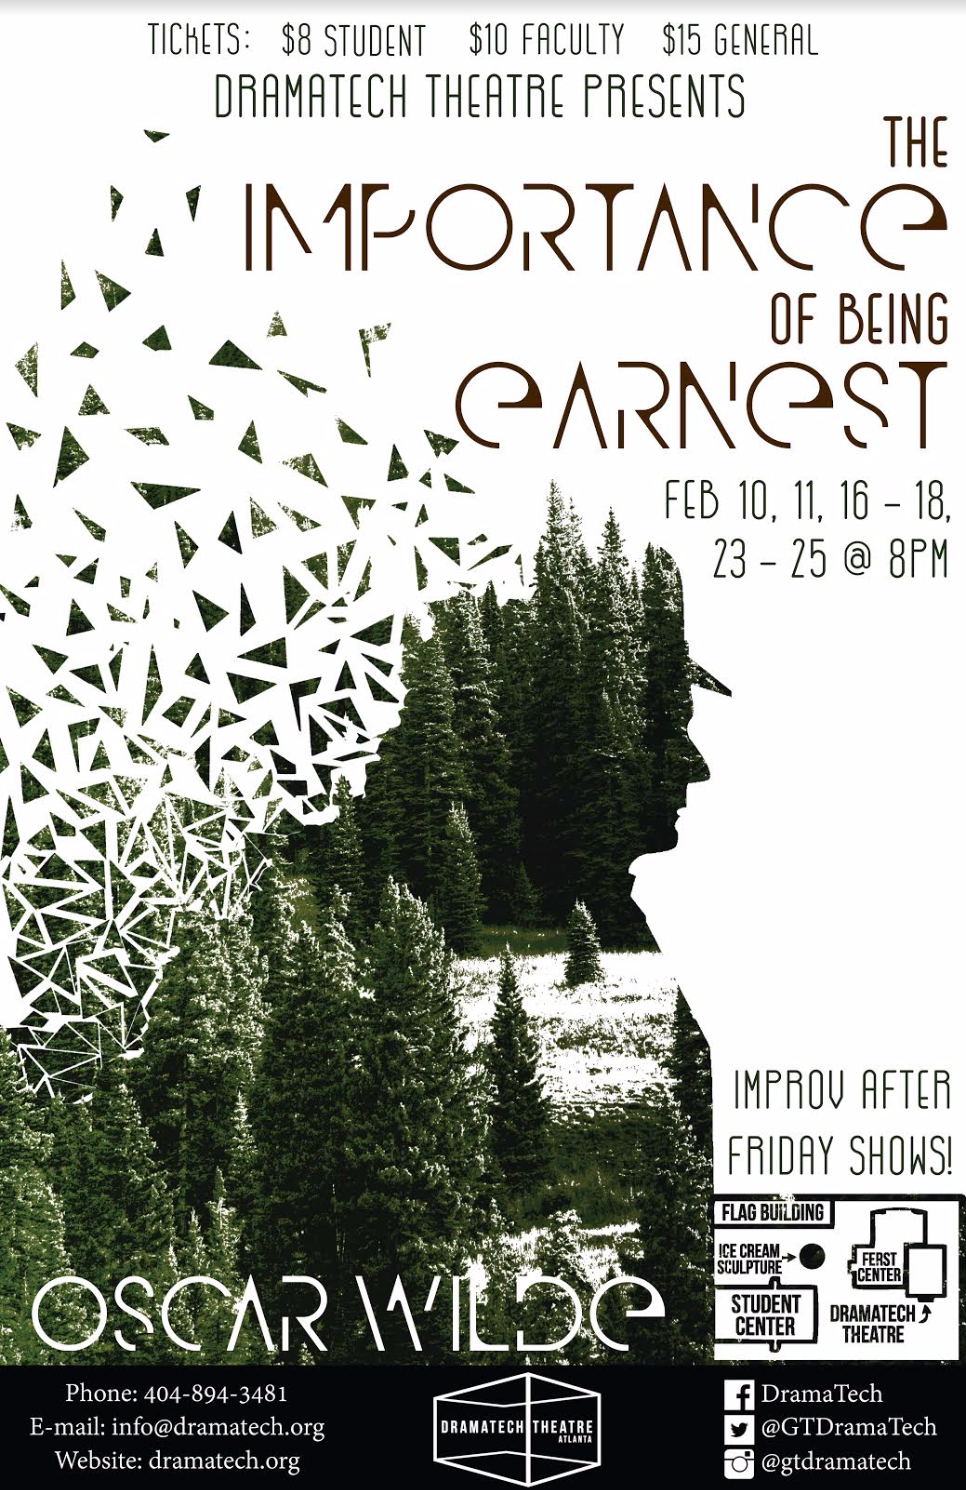 TICKETS: $8 STUDENT $10 FACULTY $15 GENERAL
DRAMATECH THEATRE PRESENTS
THE
IMPORTANCE
OF BEING
EARNEST
FEB 10, 11, 16 – 18,
23 – 25 @ 8PM
IMPROV AFTER
FRIDAY SHOWS!
FLAG BUILDING
ICE CREAM
SCULPTURE
FERST
CENTER
STUDENT
CENTER
DRAMATECH
THEATRE
OSCAR WILDE
Phone: 404-894-3481
E-mail: info@dramatech.org
Website: dramatech.org
DRAMATECH THEATRE
ATLANTA
DramaTech
@GTDramaTech
@gtdramatech